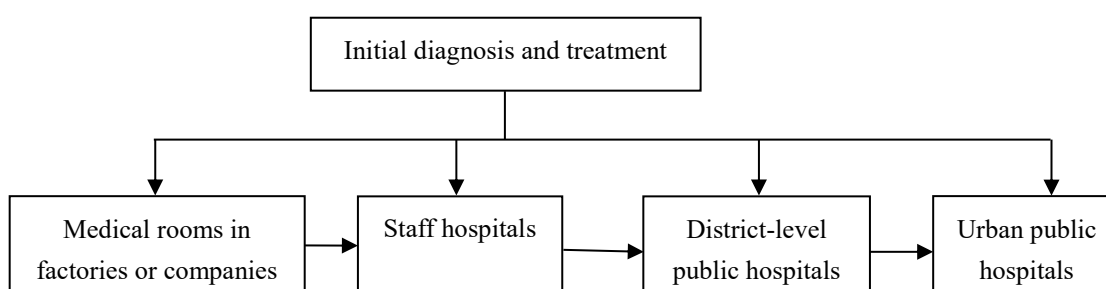 Initial diagnosis and treatment
Medical rooms in
factories or companies
Staff hospitals
District-level
public hospitals
Urban public
hospitals